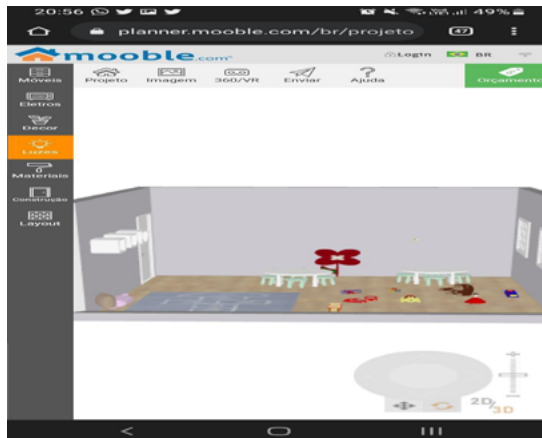 20:56 49%
planner.mooble.com/br/projeto 47
mooble.com Login BR
Móveis Projeto Imagem 360/VR Enviar Ajuda Orçamento
Eletros
Décor
Luzes
Materiais
Construção
Layout
2D/3D